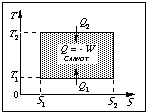 T
Q₂
T₂
Q = - W
CARNOT
T₁
Q₁
0
S₁
S₂
S